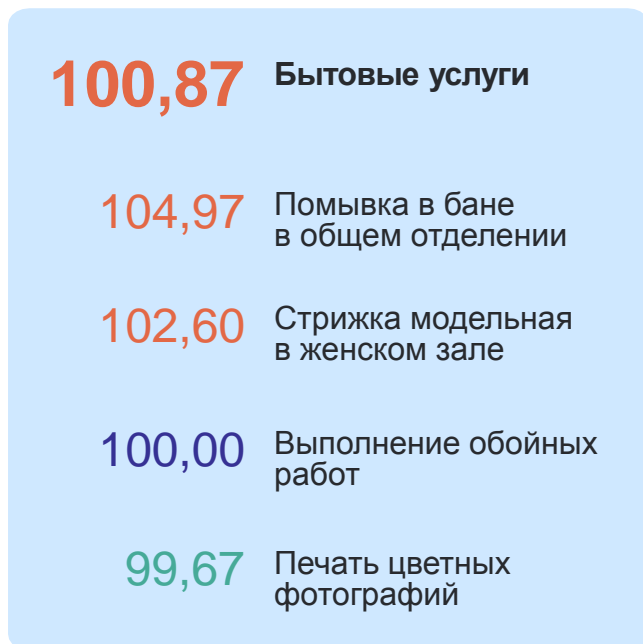 100,87 Бытовые услуги
104,97 Помывка в бане
в общем отделении
102,60 Стрижка модельная
в женском зале
100,00 Выполнение обойных
работ
99,67 Печать цветных
фотографий